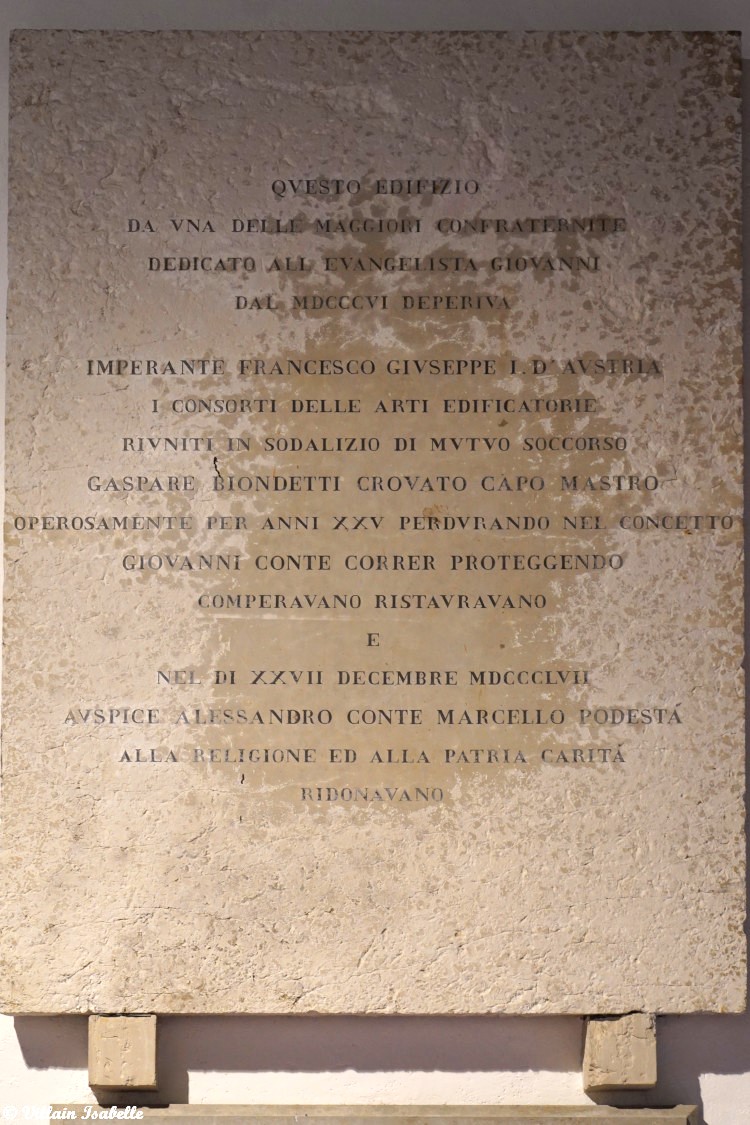 QVESTO EDIFIZIO
DA VNA DELLE MAGGIORI CONFRATERNITE
DEDICATO ALL EVANGELISTA GIOVANNI
DAL MDCCCVI DEPERIVA
IMPERANTE FRANCESCO GIVSEPPE I. D'AVSTRIA
I CONSORTI DELLE ARTI EDIFICATORIE
RIVNITI IN SODALIZIO DI MVTVO SOCCORSO
GASPARE BIONDETTI CROVATO CAPO MASTRO
OPEROSAMENTE PER ANNI XXV PERDVRANDO NEL CONCETTO
GIOVANNI CONTE CORRER PROTEGGENDO
COMPERAVANO RISTAVRAVANO
E
NEL DI XXVII DECEMBRE MDCCCLVII
AVSPICE ALESSANDRO CONTE MARCELLO PODESTÁ
ALLA RELIGIONE ED ALLA PATRIA CARITÁ
RIDONAVANO
© Vulain Isabelle